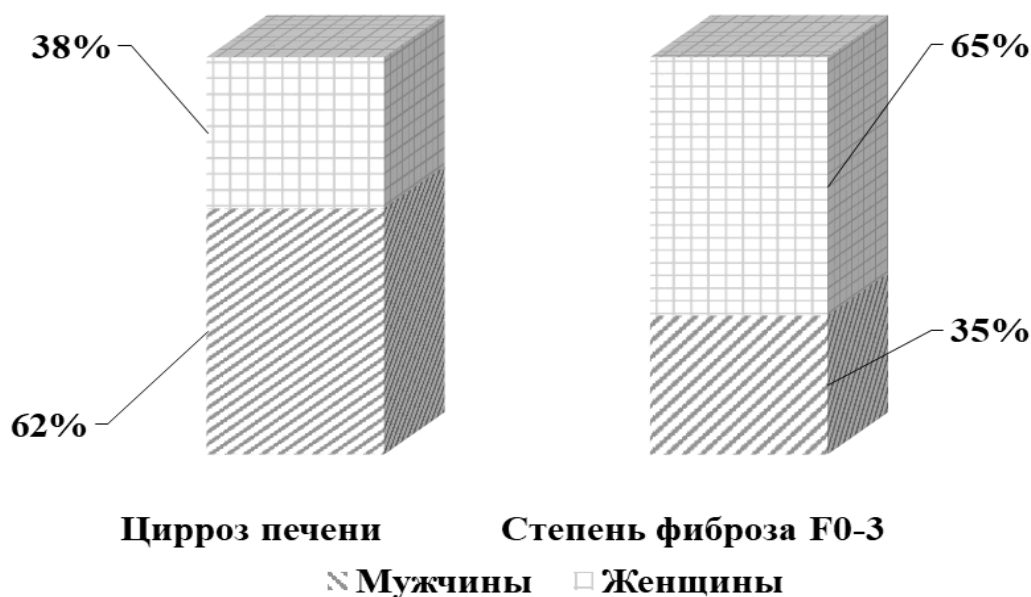 38%
65%
35%
62%
Цирроз печени
Степень фиброза F0-3
Мужчины
Женщины